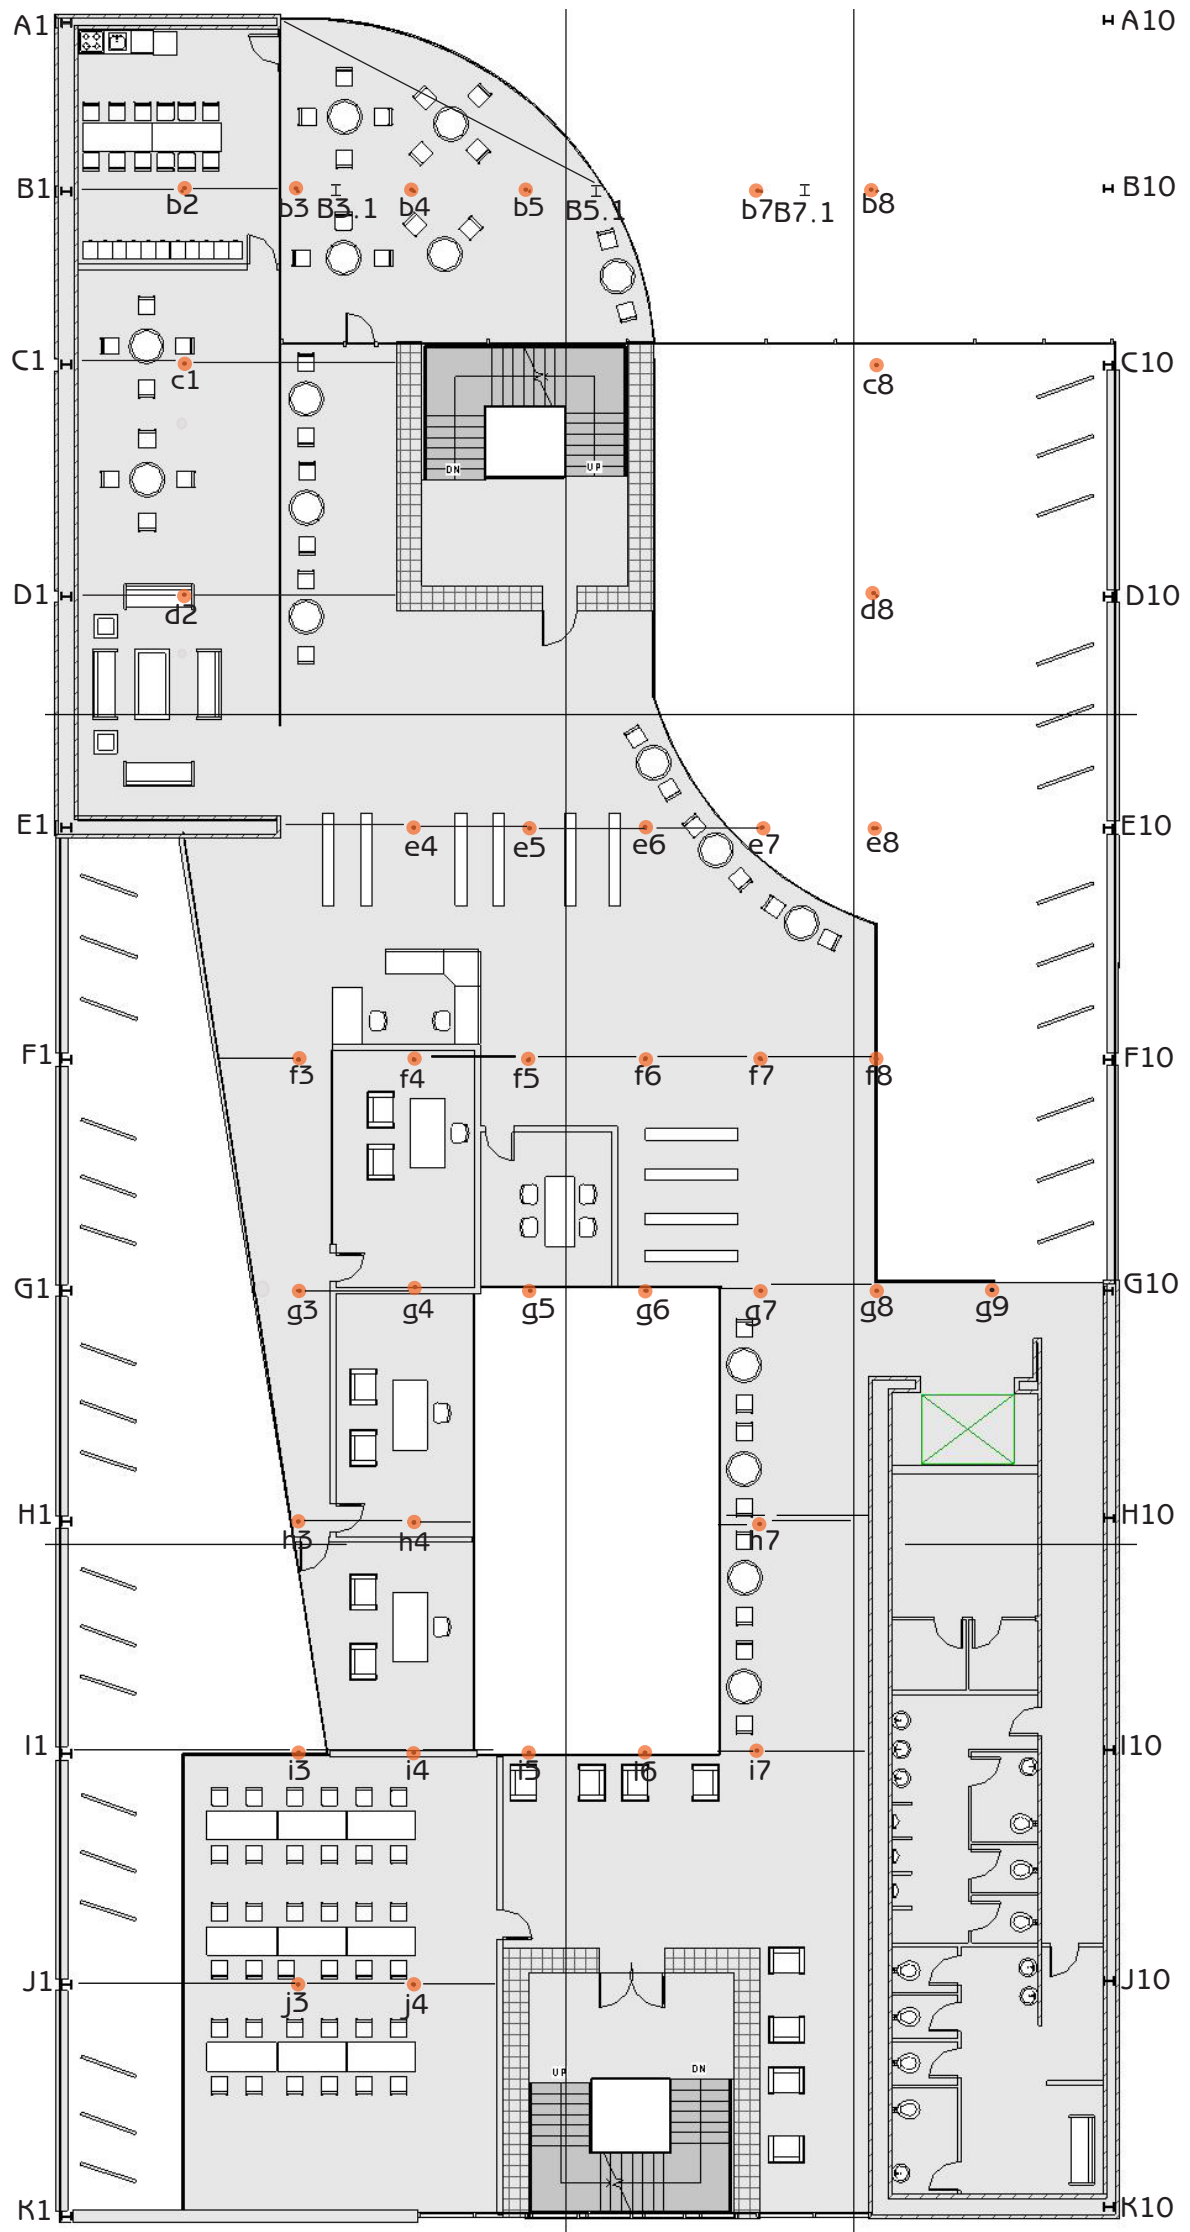 A1 A10
B1 b2 b3 B3.1 b4 b5 B5.1 b7 B7.1 b8 B10
C1 c1 c8 C10
DN UP
D1 d2 d8 D10
E1 e4 e5 e6 e7 e8 E10
F1 f3 f4 f5 f6 f7 f8 F10
G1 g3 g4 g5 g6 g7 g8 g9 G10
H1 h3 h4 h7 H10
I1 i3 i4 i5 i6 i7 I10
J1 j3 j4 J10
UP DN
K1 K10